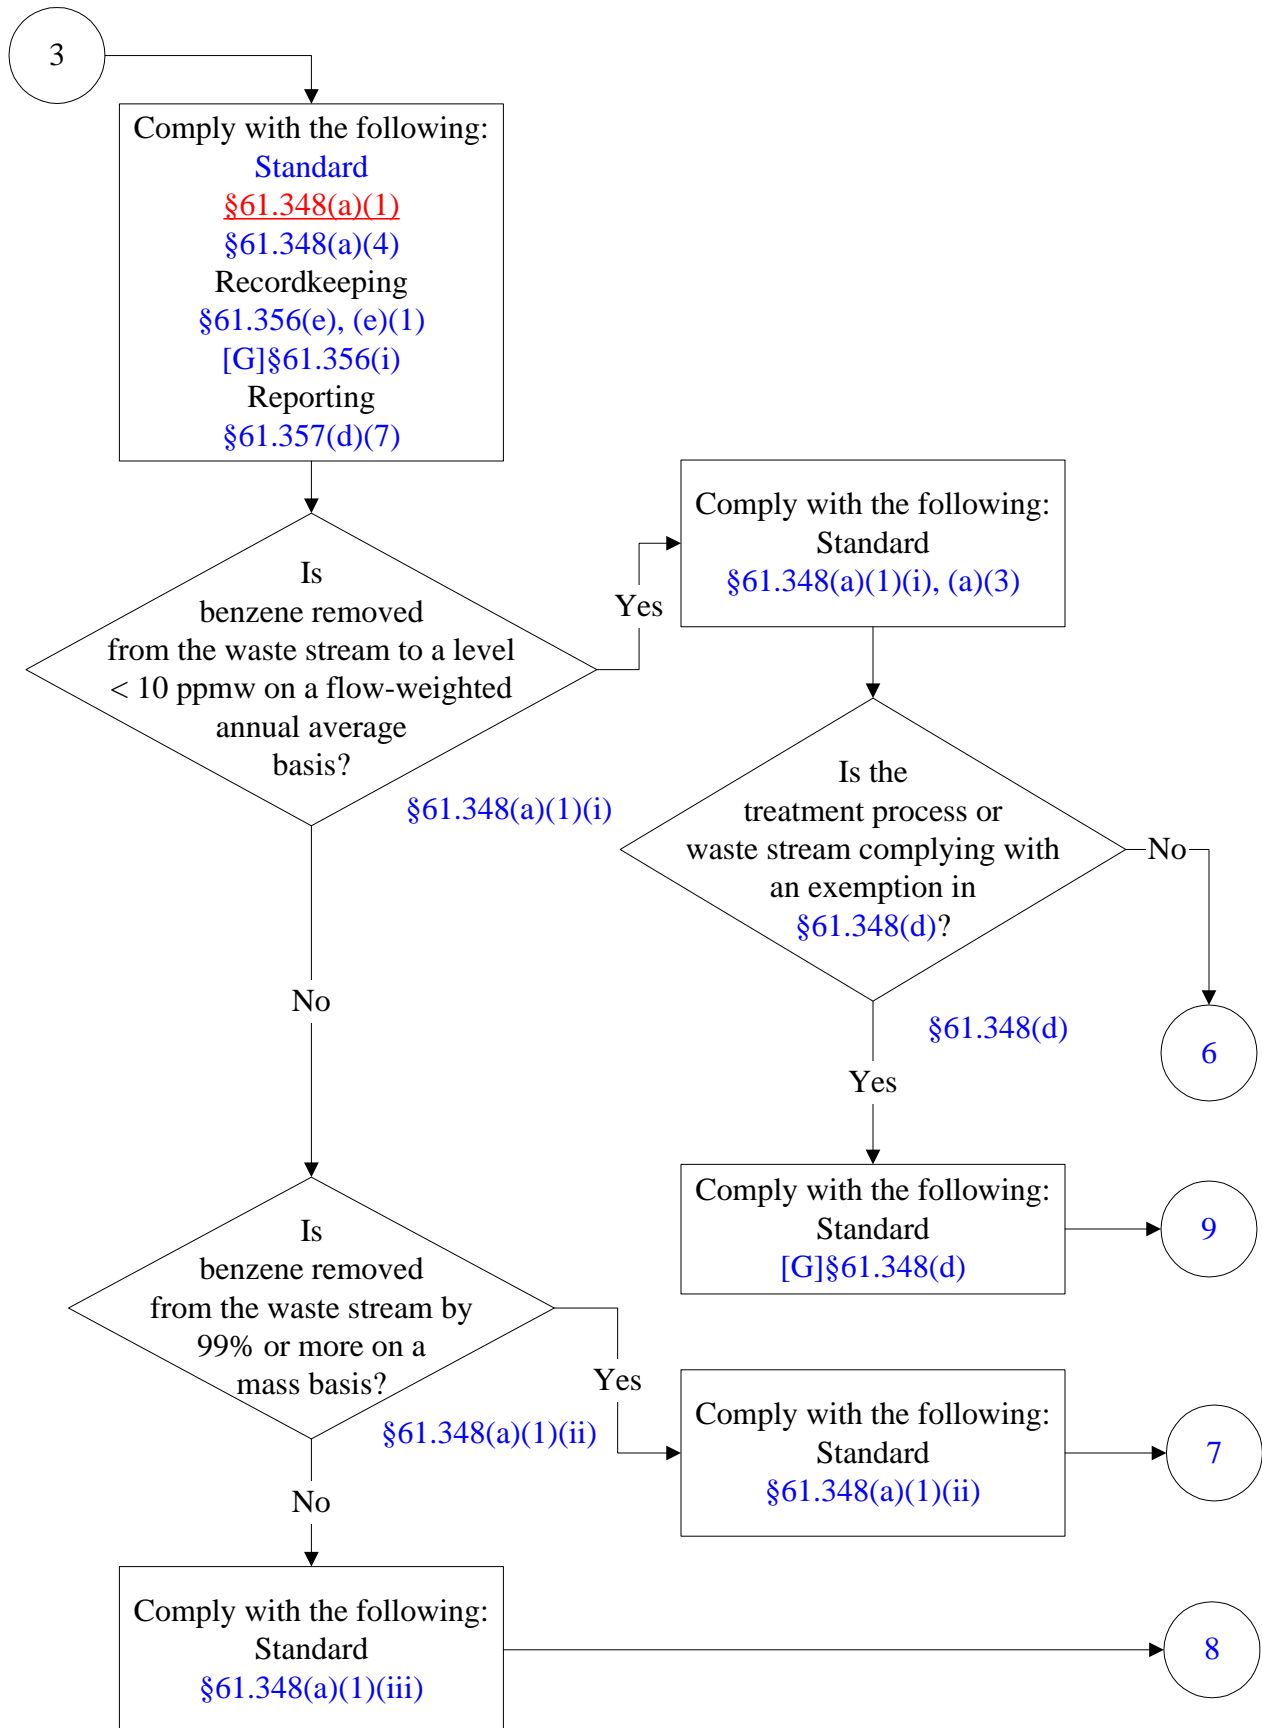 3
Comply with the following:
Standard
§61.348(a)(1)
§61.348(a)(4)
Recordkeeping
§61.356(e), (e)(1)
[G]§61.356(i)
Reporting
§61.357(d)(7)
Is
benzene removed
from the waste stream to a level
< 10 ppmw on a flow-weighted
annual average
basis?
§61.348(a)(1)(i)
Yes
Comply with the following:
Standard
§61.348(a)(1)(i), (a)(3)
Is the
treatment process or
waste stream complying with
an exemption in
§61.348(d)?
§61.348(d)
No
6
Yes
Comply with the following:
Standard
[G]§61.348(d)
9
No
Is
benzene removed
from the waste stream by
99% or more on a
mass basis?
§61.348(a)(1)(ii)
Yes
Comply with the following:
Standard
§61.348(a)(1)(ii)
7
No
Comply with the following:
Standard
§61.348(a)(1)(iii)
8